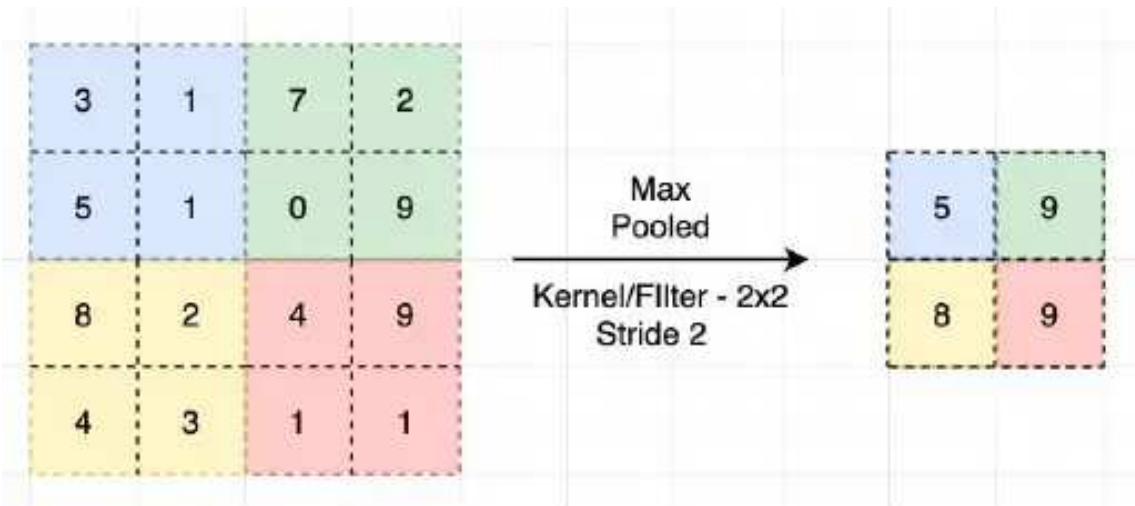 3 1 7 2
5 1 0 9
8 2 4 9
4 3 1 1
Max
Pooled
Kernel/FIlter - 2x2
Stride 2
5 9
8 9